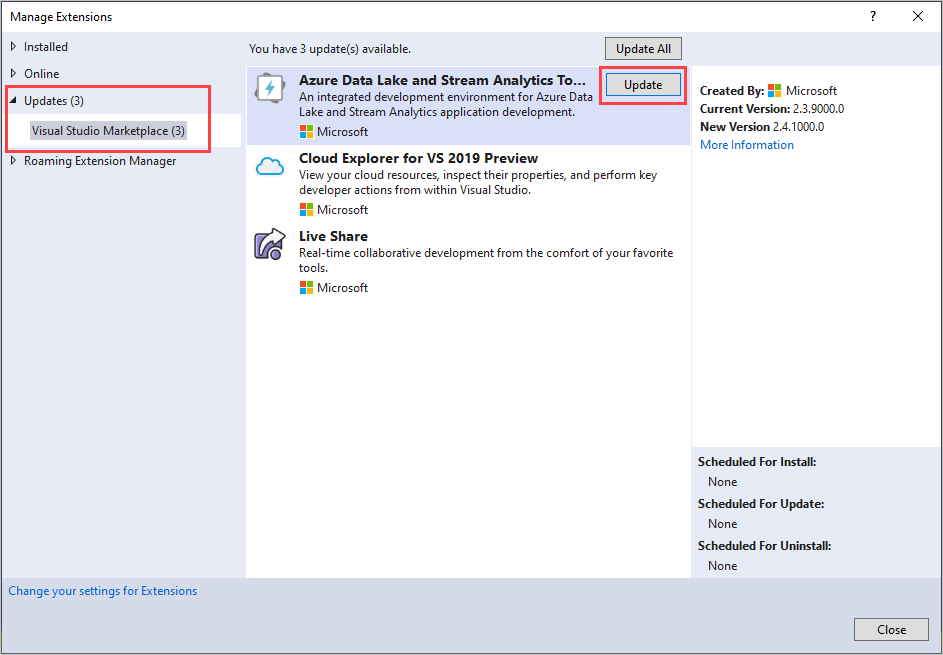 Manage Extensions
?
Installed
Online
Updates (3)
Visual Studio Marketplace (3)
Roaming Extension Manager
You have 3 update(s) available.
Update All
Azure Data Lake and Stream Analytics To...
Update
An integrated development environment for Azure Data
Lake and Stream Analytics application development.
Microsoft
Cloud Explorer for VS 2019 Preview
View your cloud resources, inspect their properties, and perform key
developer actions from within Visual Studio.
Microsoft
Live Share
Real-time collaborative development from the comfort of your favorite
tools.
Microsoft
Created By: Microsoft
Current Version: 2.3.9000.0
New Version 2.4.1000.0
More Information
Scheduled For Install:
None
Scheduled For Update:
None
Scheduled For Uninstall:
None
Change your settings for Extensions
Close